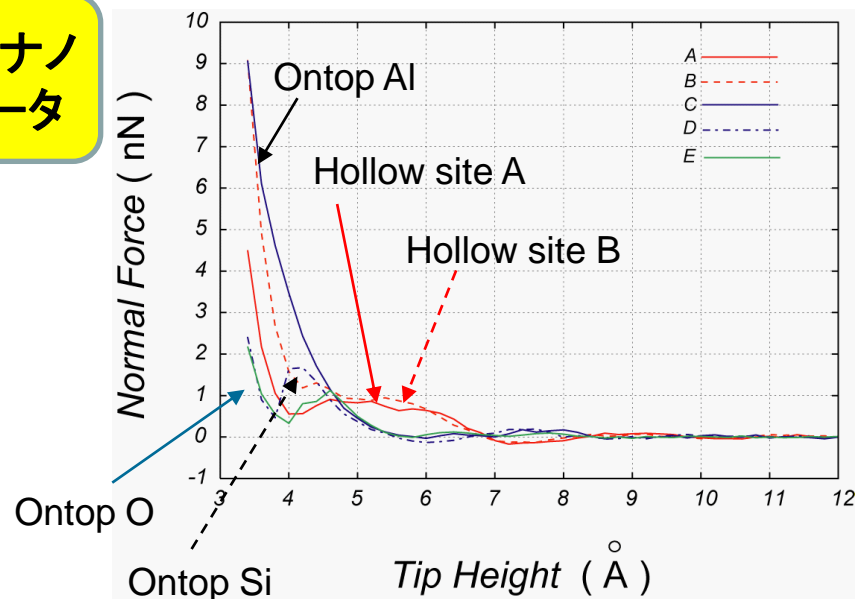 ナノ
ータ
Normal Force ( nN )
10
9
8
7
6
5
4
3
2
1
0
-1
3
4
5
6
7
8
9
10
11
12
Tip Height ( Å )
A
B
C
D
E
Ontop Al
Hollow site A
Hollow site B
Ontop O
Ontop Si